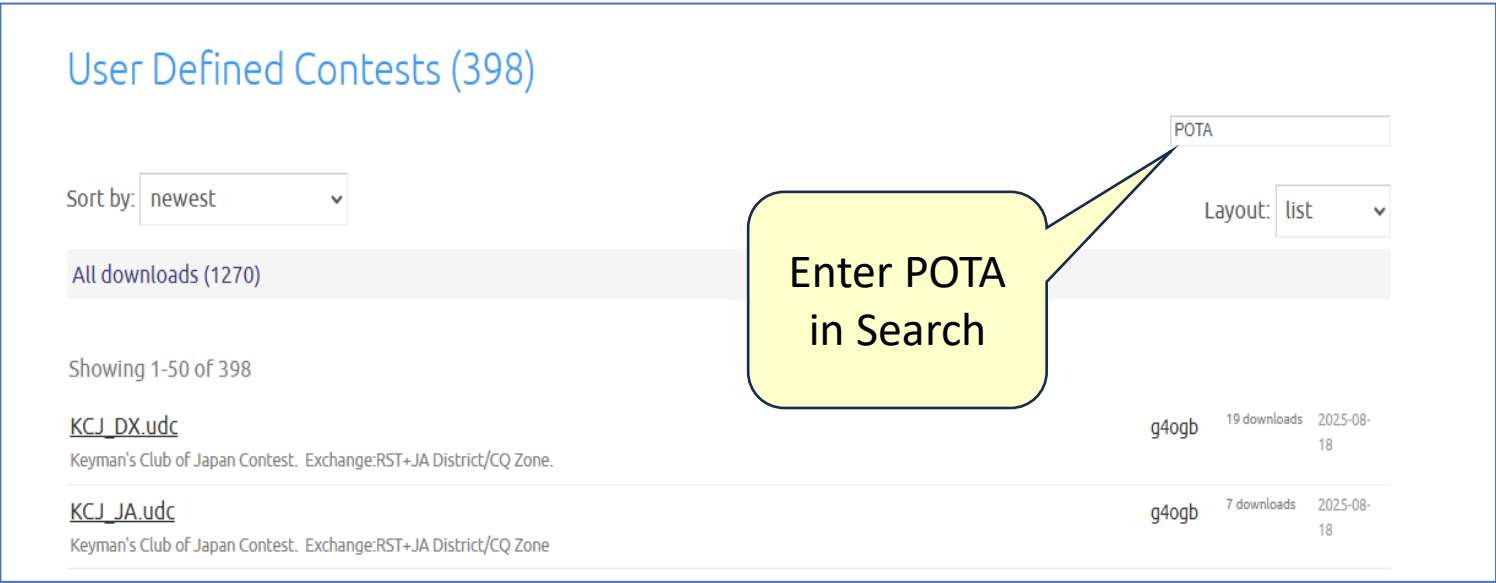 User Defined Contests (398)
POTA
Sort by: newest
Layout: list
All downloads (1270)
Enter POTA
in Search
Showing 1-50 of 398
KCJ_DX.udc
g4ogb
19 downloads
2025-08-
18
Keyman's Club of Japan Contest. Exchange:RST+JA District/CQ Zone.
KCJ_JA.udc
g4ogb
7 downloads
2025-08-
18
Keyman's Club of Japan Contest. Exchange:RST+JA District/CQ Zone